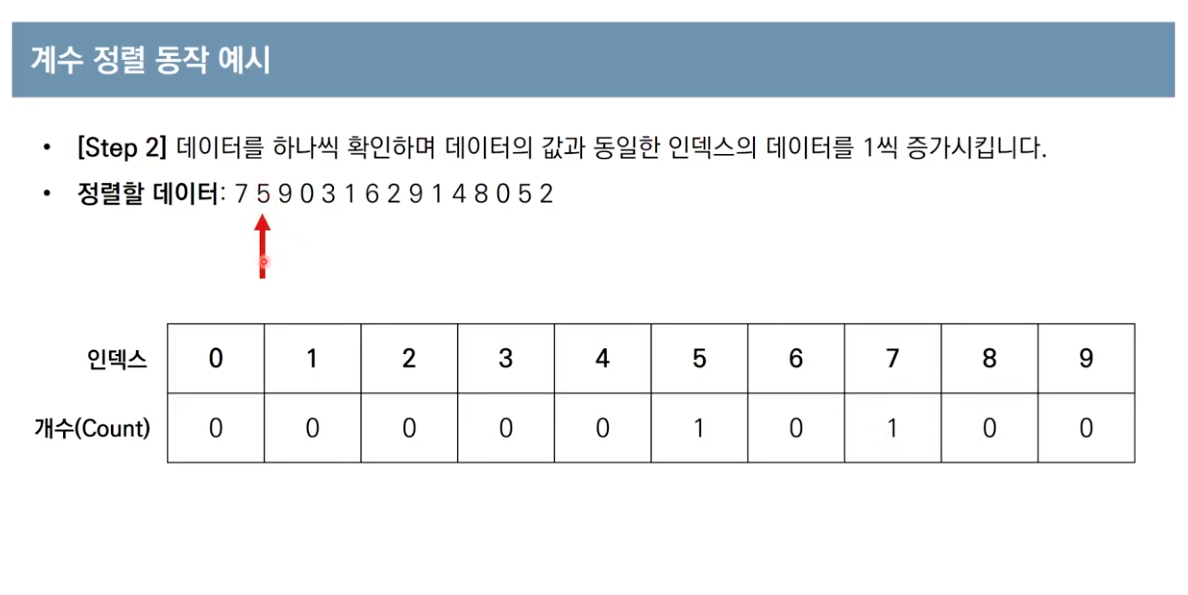 계수 정렬 동작 예시
• [Step 2] 데이터를 하나씩 확인하며 데이터의 값과 동일한 인덱스의 데이터를 1씩 증가시킵니다.
• 정렬할 데이터: 7 5 9 0 3 1 6 2 9 1 4 8 0 5 2
인덱스 0 1 2 3 4 5 6 7 8 9
개수(Count) 0 0 0 0 0 1 0 1 0 0